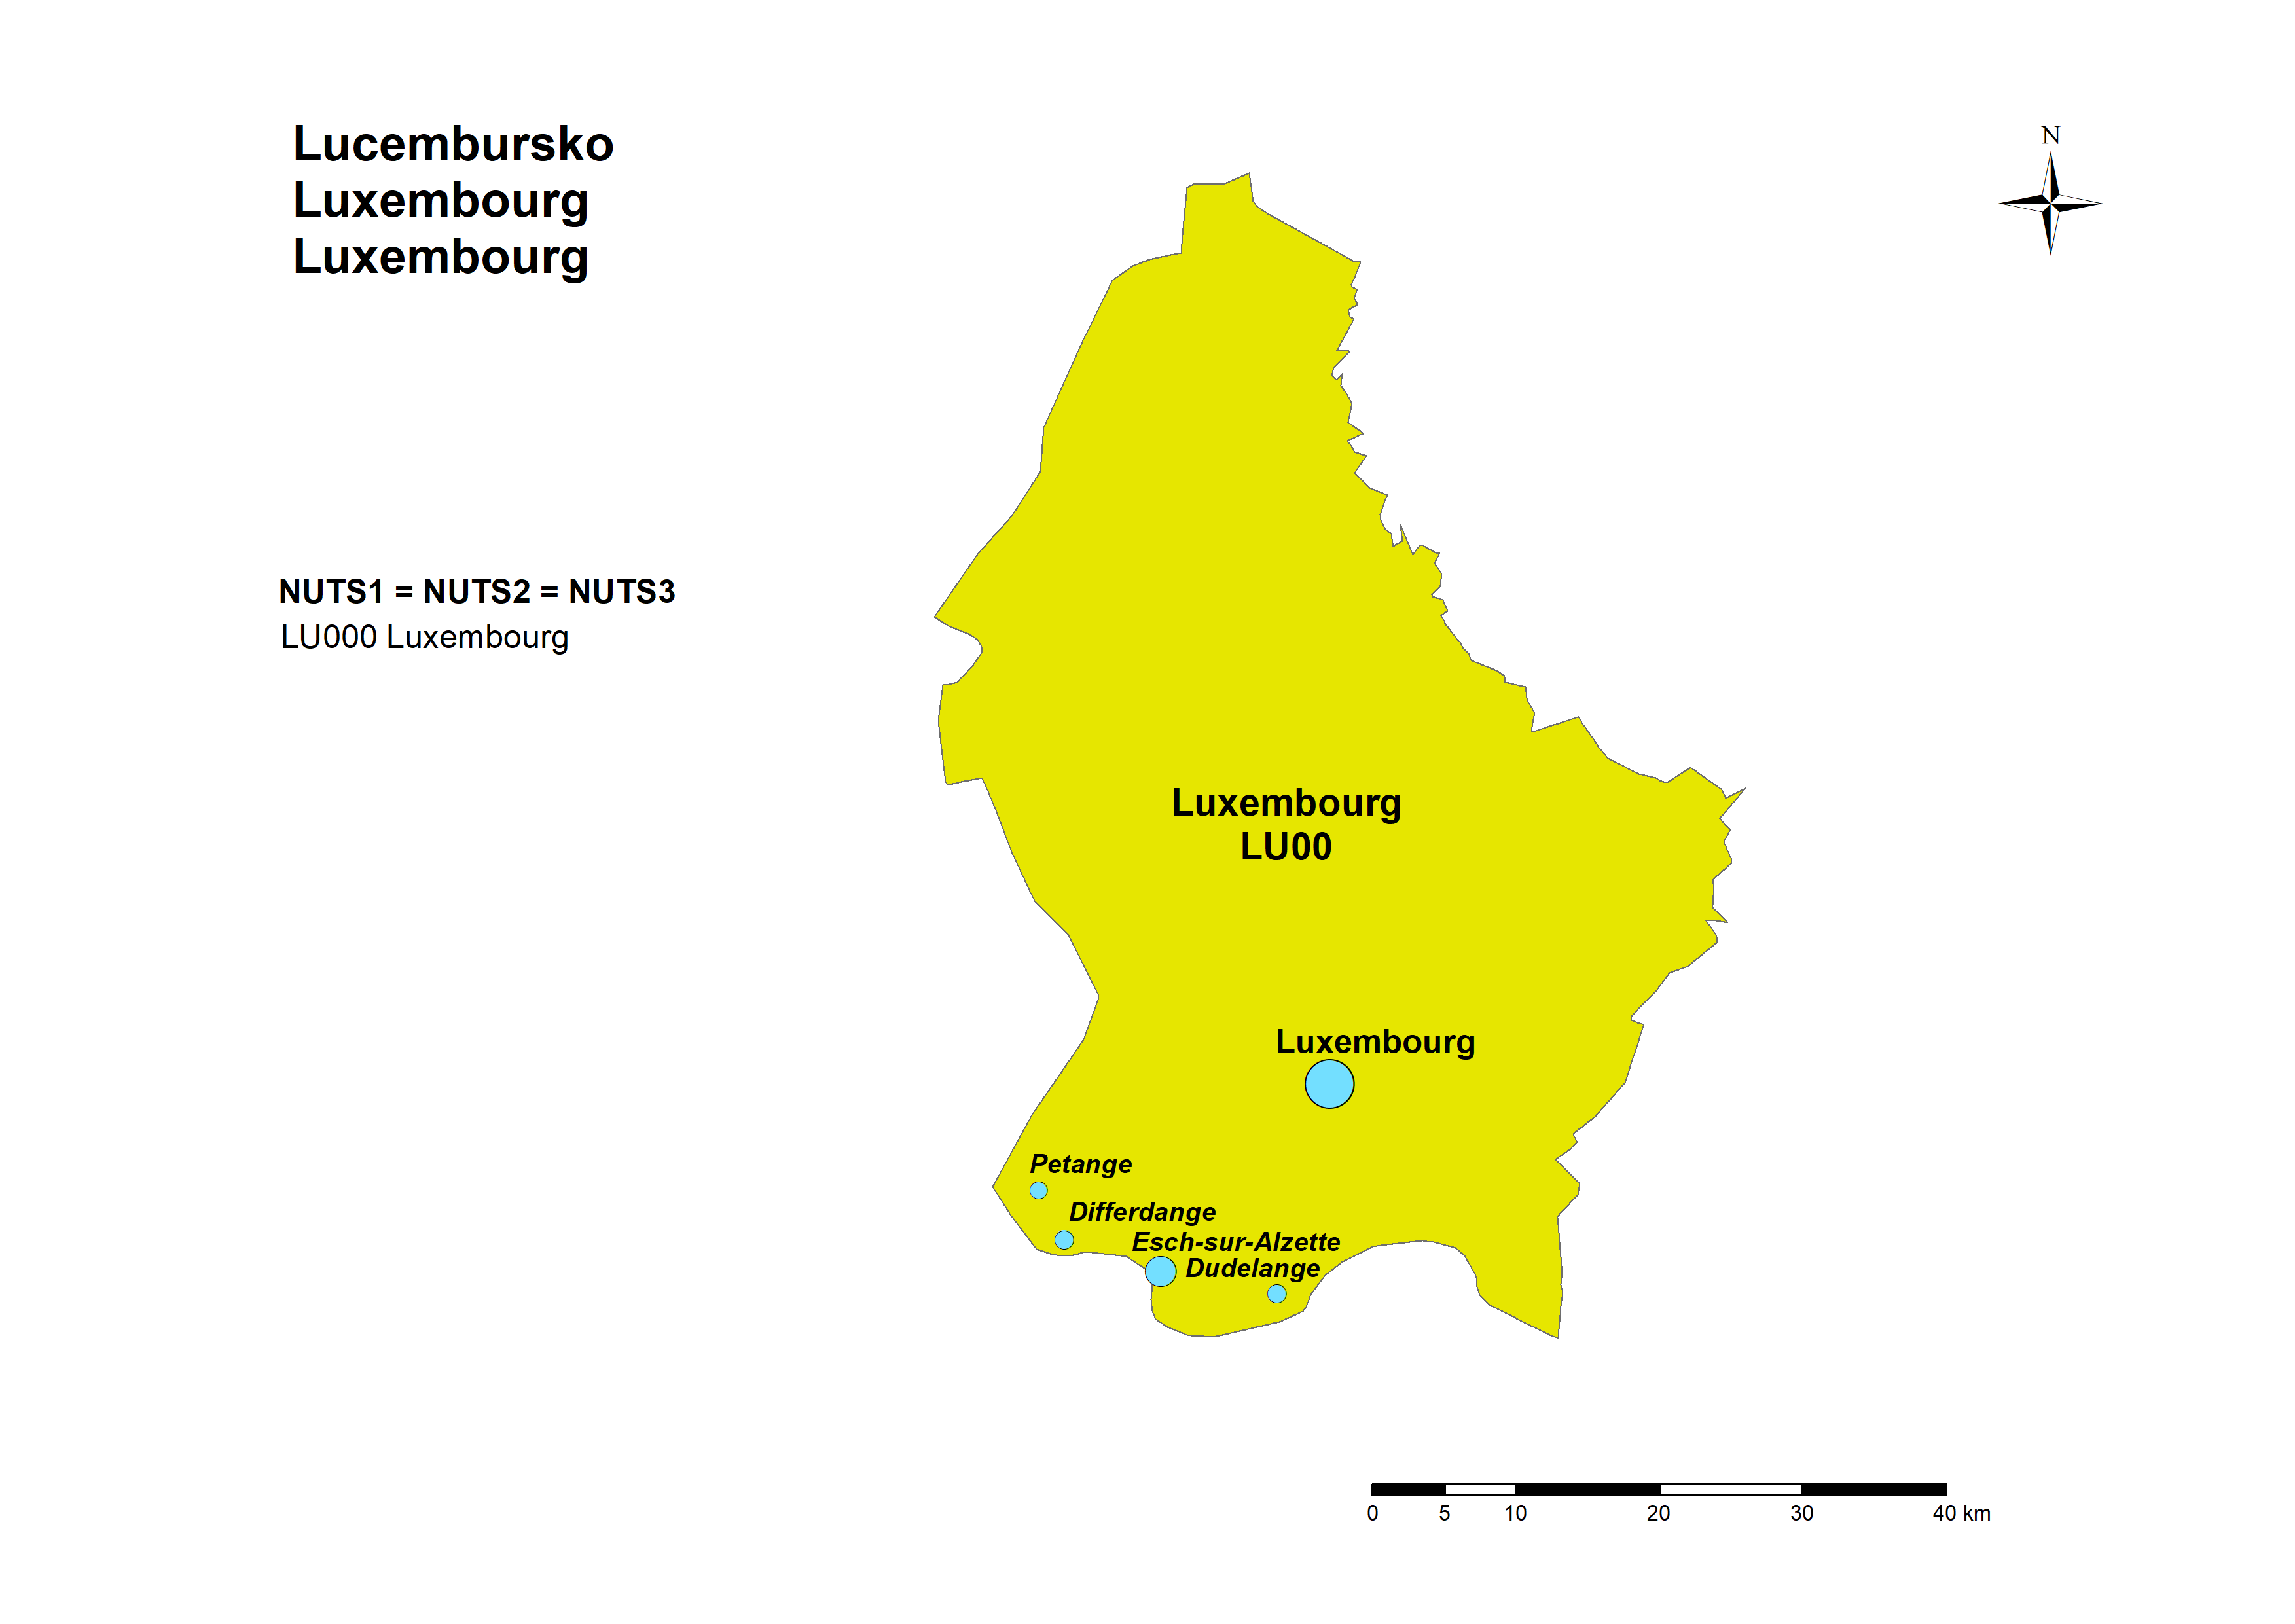 Lucembursko
Luxembourg
Luxembourg
N
NUTS1 = NUTS2 = NUTS3
LU000 Luxembourg
Luxembourg
LU00
Luxembourg
Petange
Differdange
Esch-sur-Alzette
Dudelange
0 5 10 20 30 40 km